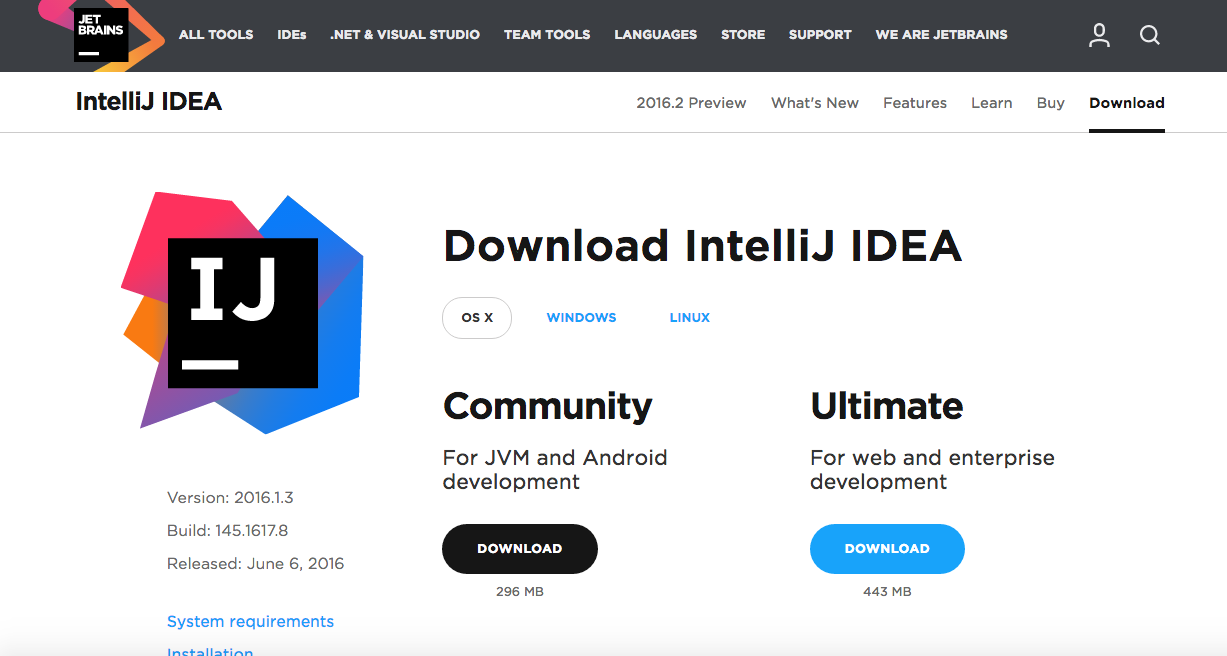 JET
BRAINS
ALL TOOLS IDEs .NET & VISUAL STUDIO TEAM TOOLS LANGUAGES STORE SUPPORT WE ARE JETBRAINS
IntelliJ IDEA
2016.2 Preview What's New Features Learn Buy Download
IJ
Download IntelliJ IDEA
OS X WINDOWS LINUX
Community
For JVM and Android
development
DOWNLOAD
296 MB
Ultimate
For web and enterprise
development
DOWNLOAD
443 MB
Version: 2016.1.3
Build: 145.1617.8
Released: June 6, 2016
System requirements
Installation